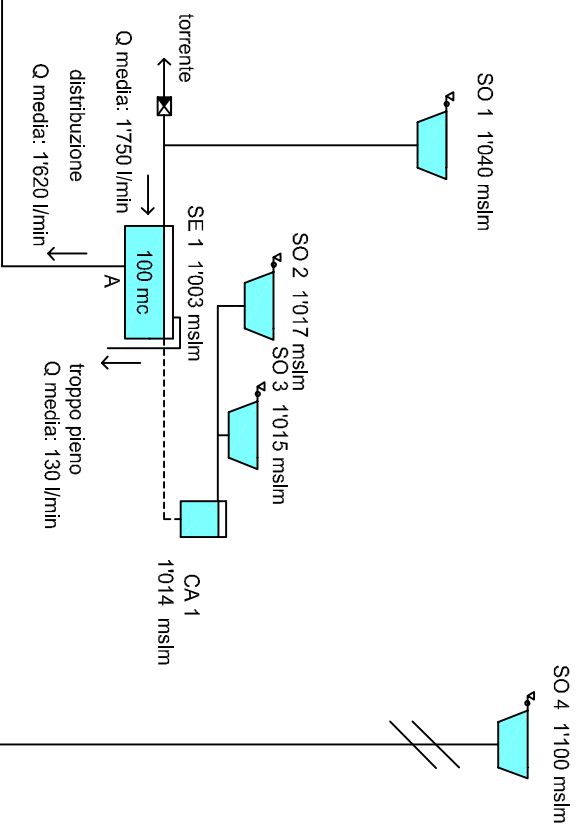 SO 1 1'040 mslm
torrente
Q media: 1'750 l/min
distribuzione
Q media: 1'620 l/min
SE 1 1'003 mslm
100 mc
A
SO 2 1'017 mslm
SO 3 1'015 mslm
troppo pieno
Q media: 130 l/min
CA 1
1'014 mslm
SO 4 1'100 mslm